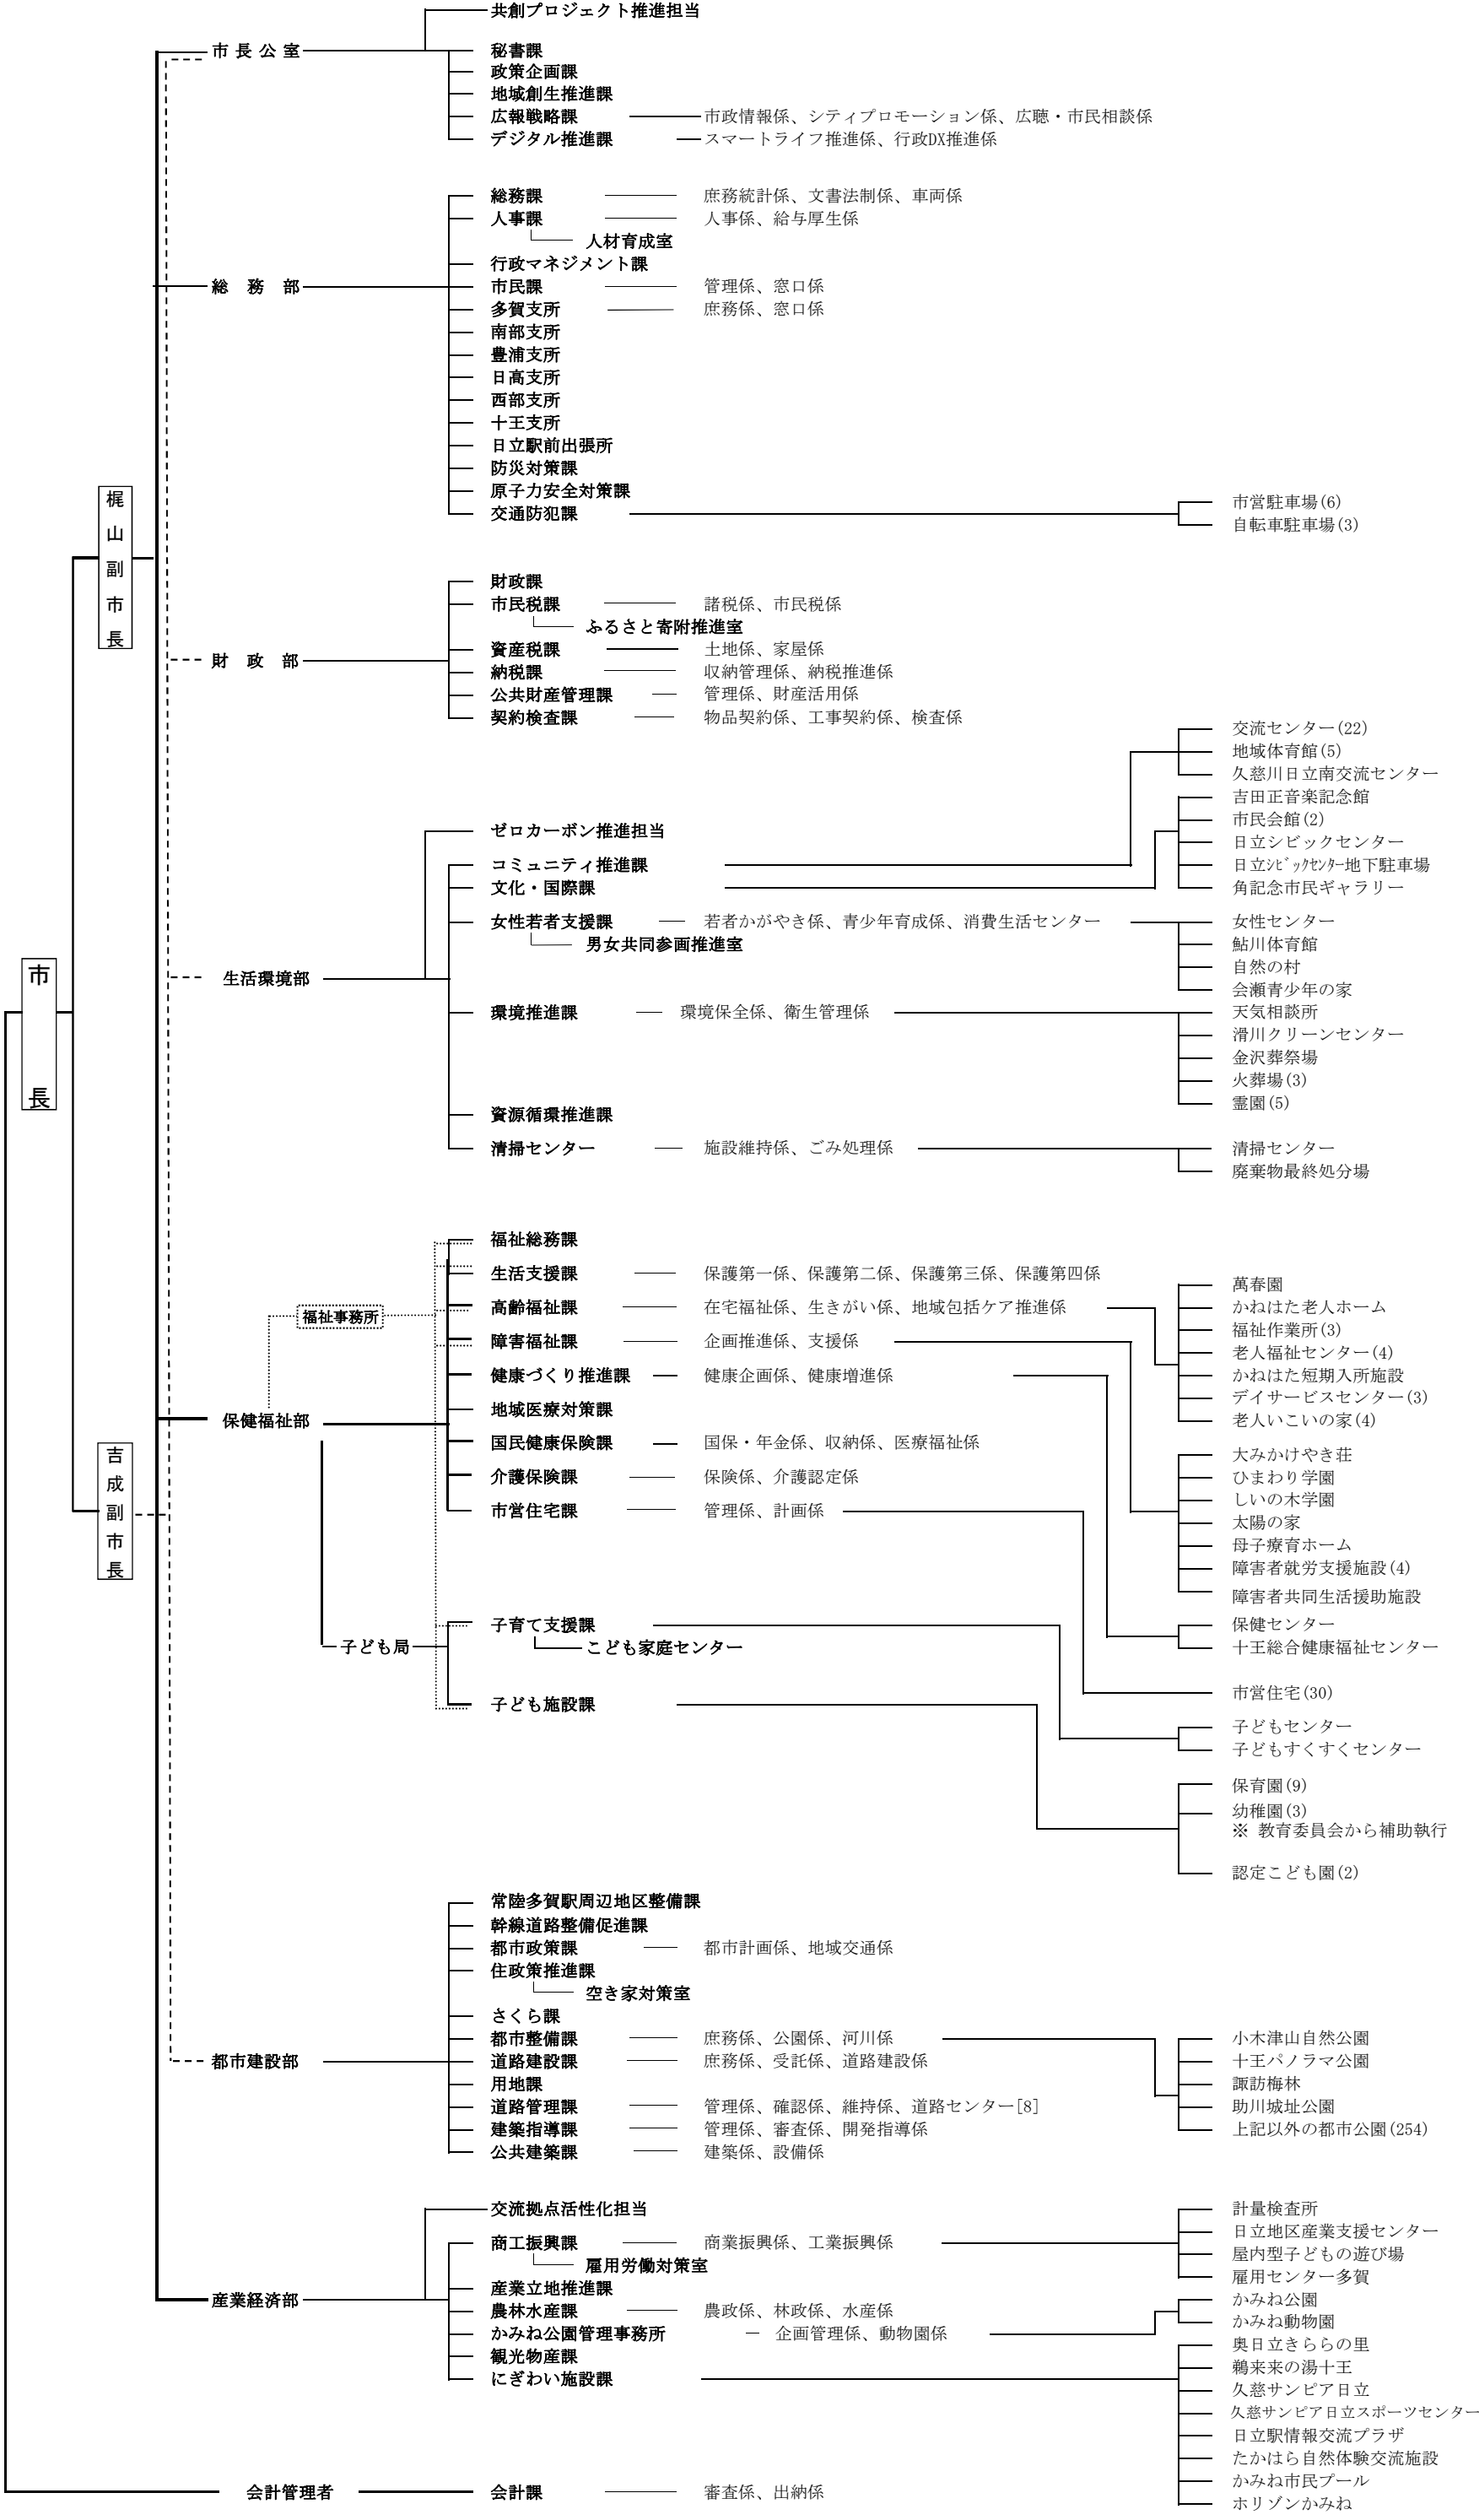 共創プロジェクト推進担当
市長公室
秘書課
政策企画課
地域創生推進課
広報戦略課 市政情報係、シティプロモーション係、広聴・市民相談係
デジタル推進課 スマートライフ推進係、行政DX推進係
総務課 庶務統計係、文書法制係、車両係
人事課 人事係、給与厚生係
人材育成室
行政マネジメント課
総務部 市民課 管理係、窓口係
多賀支所 庶務係、窓口係
南部支所
豊浦支所
日高支所
西部支所
十王支所
日立駅前出張所
防災対策課
原子力安全対策課
交通防犯課
市営駐車場(6)
自転車駐車場(3)
梶山副市長
財政課
市民税課 諸税係、市民税係
ふるさと寄附推進室
資産税課 土地係、家屋係
財政部
納税課 収納管理係、納税推進係
公共財産管理課 管理係、財産活用係
契約検査課 物品契約係、工事契約係、検査係
交流センター(22)
地域体育館(5)
久慈川日立南交流センター
吉田正音楽記念館
市民会館(2)
ゼロカーボン推進担当
日立シビックセンター
コミュニティ推進課 日立ｼﾋﾞｯｸｾﾝﾀｰ地下駐車場
文化・国際課 角記念市民ギャラリー
女性若者支援課 若者かがやき係、青少年育成係、消費生活センター 女性センター
男女共同参画推進室 鮎川体育館
自然の村
生活環境部
会瀬青少年の家
市長
環境推進課 環境保全係、衛生管理係 天気相談所
滑川クリーンセンター
金沢葬祭場
火葬場(3)
霊園(5)
資源循環推進課
清掃センター 施設維持係、ごみ処理係 清掃センター
廃棄物最終処分場
福祉総務課
生活支援課 保護第一係、保護第二係、保護第三係、保護第四係
萬春園
高齢福祉課 在宅福祉係、生きがい係、地域包括ケア推進係 かねはた老人ホーム
福祉事務所
福祉作業所(3)
障害福祉課 企画推進係、支援係
老人福祉センター(4)
健康づくり推進課 健康企画係、健康増進係 かねはた短期入所施設
デイサービスセンター(3)
地域医療対策課
保健福祉部 老人いこいの家(4)
国民健康保険課 国保・年金係、収納係、医療福祉係
大みかけやき荘
介護保険課 保険係、介護認定係 ひまわり学園
しいの木学園
市営住宅課 管理係、計画係
太陽の家
吉成副市長
母子療育ホーム
障害者就労支援施設(4)
障害者共同生活援助施設
子育て支援課 保健センター
子ども局 こども家庭センター 十王総合健康福祉センター
市営住宅(30)
子ども施設課
子どもセンター
子どもすくすくセンター
保育園(9)
幼稚園(3)
※ 教育委員会から補助執行
認定こども園(2)
常陸多賀駅周辺地区整備課
幹線道路整備促進課
都市政策課 都市計画係、地域交通係
住政策推進課
空き家対策室
さくら課
都市整備課 庶務係、公園係、河川係 小木津山自然公園
都市建設部 道路建設課 庶務係、受託係、道路建設係 十王パノラマ公園
用地課 諏訪梅林
道路管理課 管理係、確認係、維持係、道路センター[8] 助川城址公園
建築指導課 管理係、審査係、開発指導係 上記以外の都市公園(254)
公共建築課 建築係、設備係
交流拠点活性化担当 計量検査所
日立地区産業支援センター
商工振興課 商業振興係、工業振興係
屋内型子どもの遊び場
雇用労働対策室
雇用センター多賀
産業立地推進課
産業経済部 かみね公園
農林水産課 農政係、林政係、水産係
かみね動物園
かみね公園管理事務所 企画管理係、動物園係
奥日立きららの里
観光物産課
鵜来来の湯十王
にぎわい施設課
久慈サンピア日立
久慈サンピア日立スポーツセンター
日立駅情報交流プラザ
たかはら自然体験交流施設
かみね市民プール
会計管理者 会計課 審査係、出納係
ホリゾンかみね